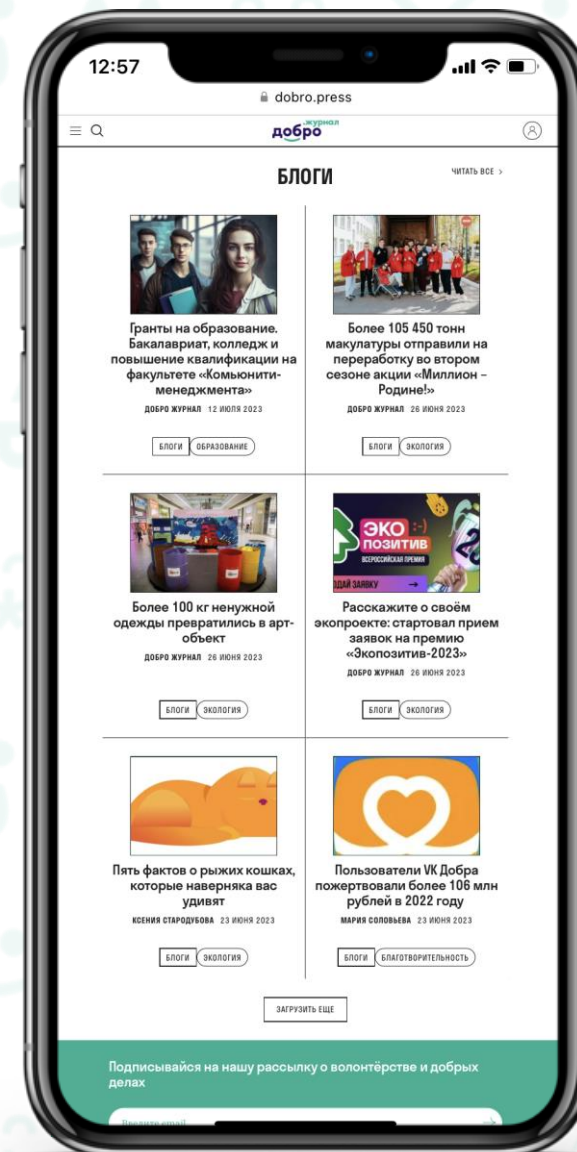 12:57
dobro.press
журнал
добро
БЛОГИ
ЧИТАТЬ ВСЕ >
Гранты на образование.
Бакалавриат, колледж и
повышение квалификации на
факультете «Комьюнити-
менеджмента»
ДОБРО ЖУРНАЛ 12 ИЮЛЯ 2023
БЛОГИ ОБРАЗОВАНИЕ
Более 105 450 тонн
макулатуры отправили на
переработку во втором
сезоне акции «Миллион –
Родине!»
ДОБРО ЖУРНАЛ 26 ИЮНЯ 2023
БЛОГИ ЭКОЛОГИЯ
Более 100 кг ненужной
одежды превратились в арт-
объект
ДОБРО ЖУРНАЛ 26 ИЮНЯ 2023
БЛОГИ ЭКОЛОГИЯ
ЭКО :-)
ПОЗИТИВ
ВСЕРОССИЙСКАЯ ПРЕМИЯ
ЗАЯВКУ →
Расскажите о своём
экопроекте: стартовал прием
заявок на премию
«Экопозитив-2023»
ДОБРО ЖУРНАЛ 26 ИЮНЯ 2023
БЛОГИ ЭКОЛОГИЯ
Пять фактов о рыжих кошках,
которые наверняка вас
удивят
КСЕНИЯ СТАРОДУБОВА 23 ИЮНЯ 2023
БЛОГИ ЭКОЛОГИЯ
Пользователи VK Добра
пожертвовали более 106 млн
рублей в 2022 году
МАРИЯ СОЛОВЬЕВА 23 ИЮНЯ 2023
БЛОГИ БЛАГОТВОРИТЕЛЬНОСТЬ
ЗАГРУЗИТЬ ЕЩЕ
Подписывайся на нашу рассылку о волонтёрстве и добрых
делах
Введите email